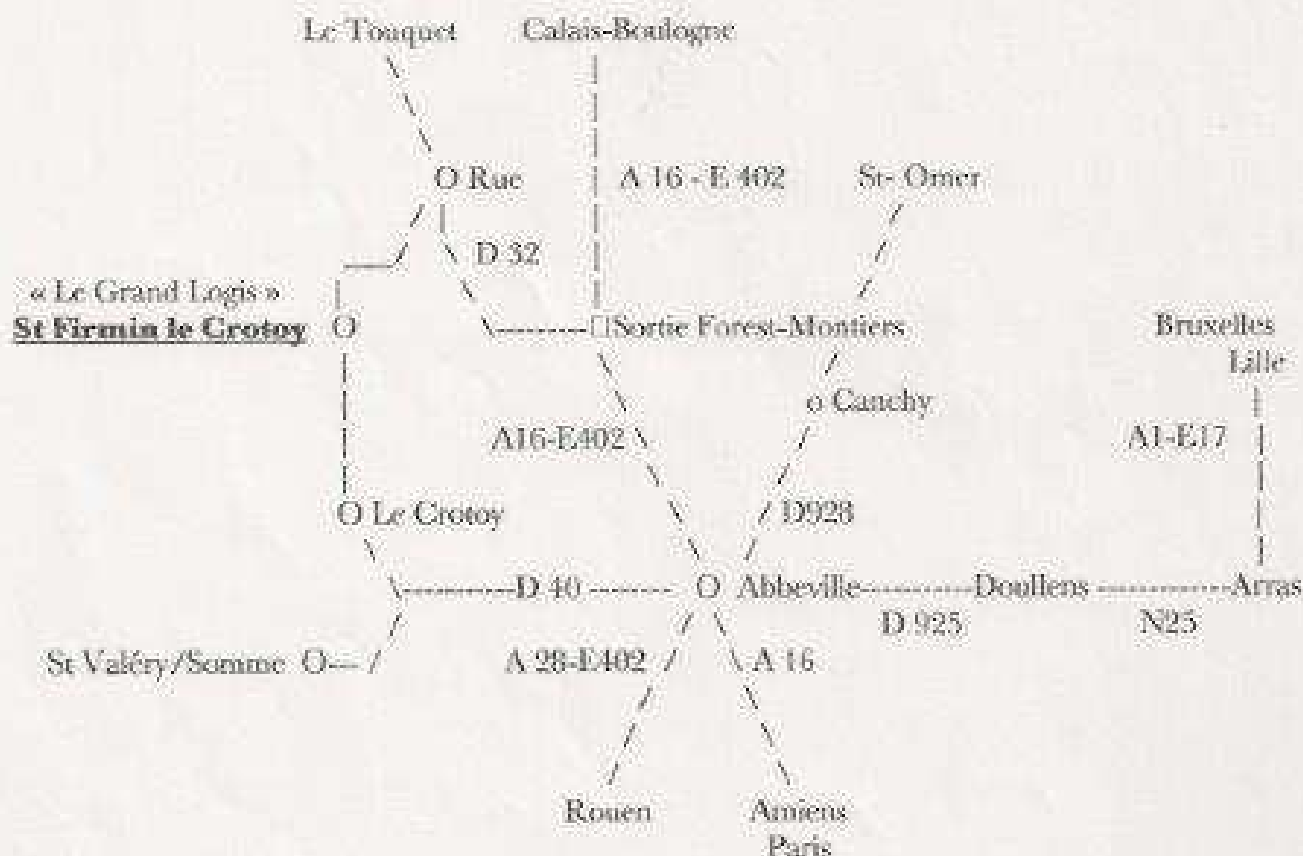 Le Touquet
Calais-Boulogne
O Rue
A 16 - E 402
St- Omer
D 32
« Le Grand Logis »
St Firmin le Crotoy O
Sortie Forest-Montiers
Bruxelles
Lille
o Canchy
A16-E402
A1-E17
O Le Crotoy
D928
D 40
O Abbeville
Doullens
Arras
D 925
N25
St Valéry/Somme O
A 28-E402
A 16
Rouen
Amiens
Paris